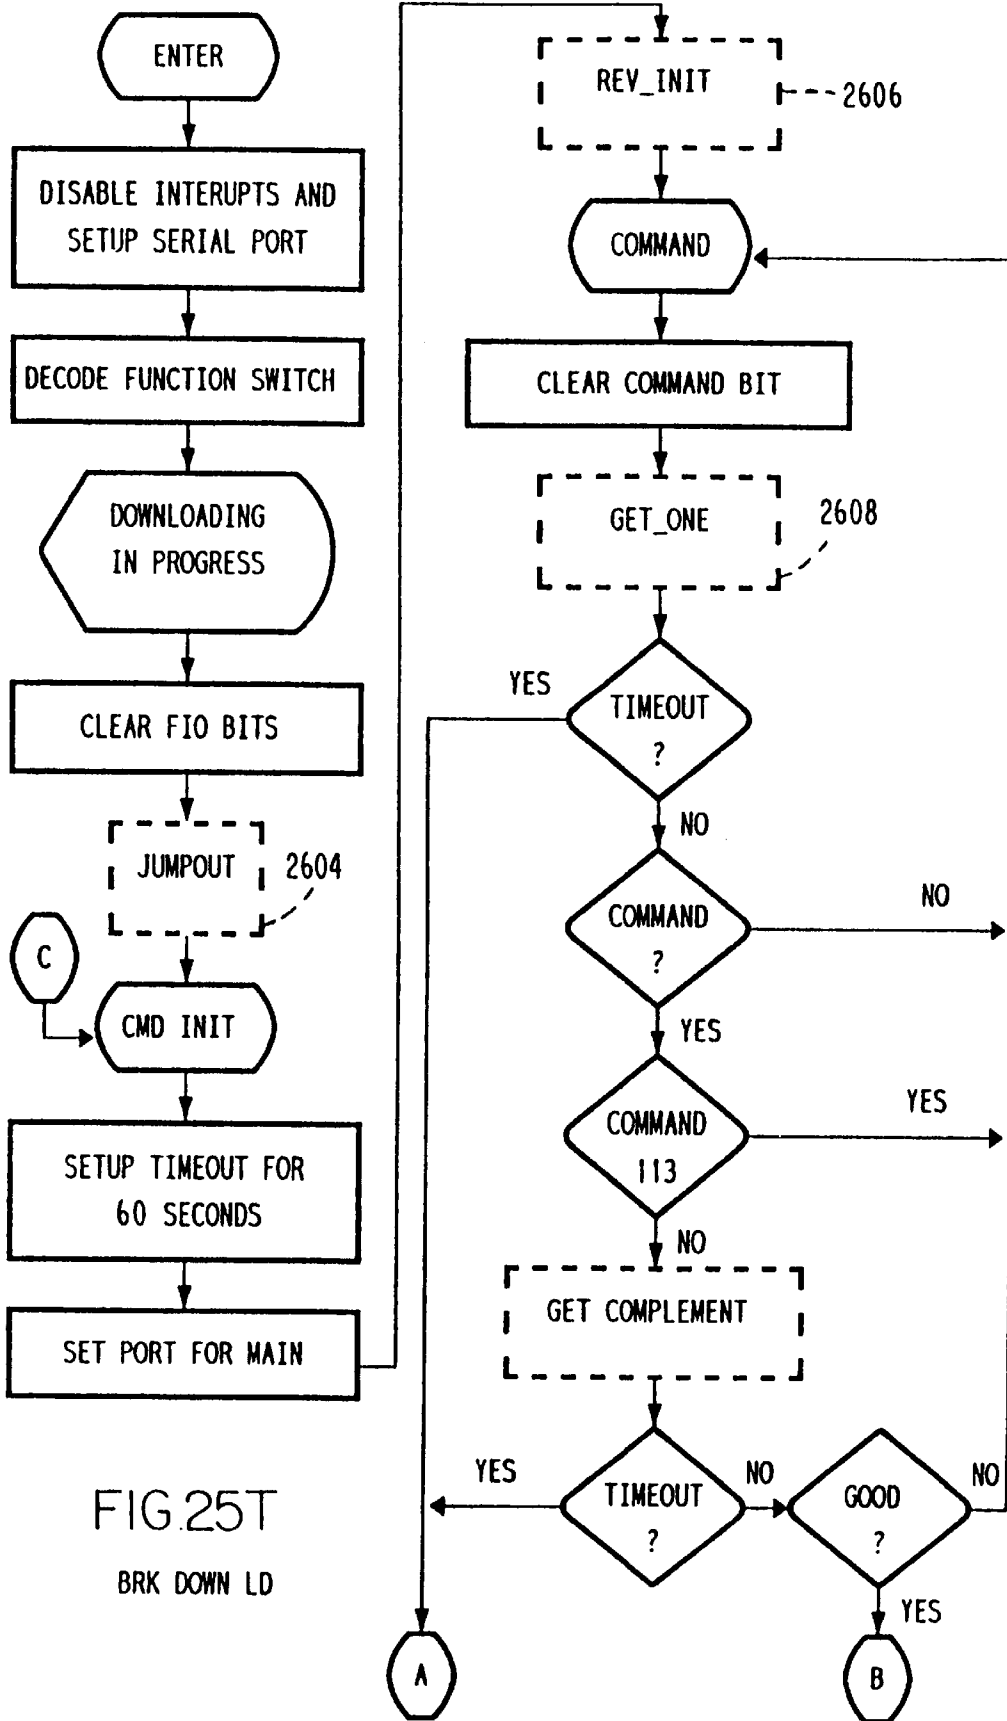 ENTER
DISABLE INTERUPTS AND
SETUP SERIAL PORT
DECODE FUNCTION SWITCH
DOWNLOADING
IN PROGRESS
CLEAR FIO BITS
JUMPOUT
2604
C
CMD INIT
SETUP TIMEOUT FOR
60 SECONDS
SET PORT FOR MAIN
REV_INIT
2606
COMMAND
CLEAR COMMAND BIT
GET_ONE
2608
YES
TIMEOUT
?
NO
COMMAND
?
NO
YES
COMMAND
113
YES
NO
GET COMPLEMENT
YES
TIMEOUT
?
NO
GOOD
?
NO
YES
A
B
FIG.25T
BRK DOWN LD